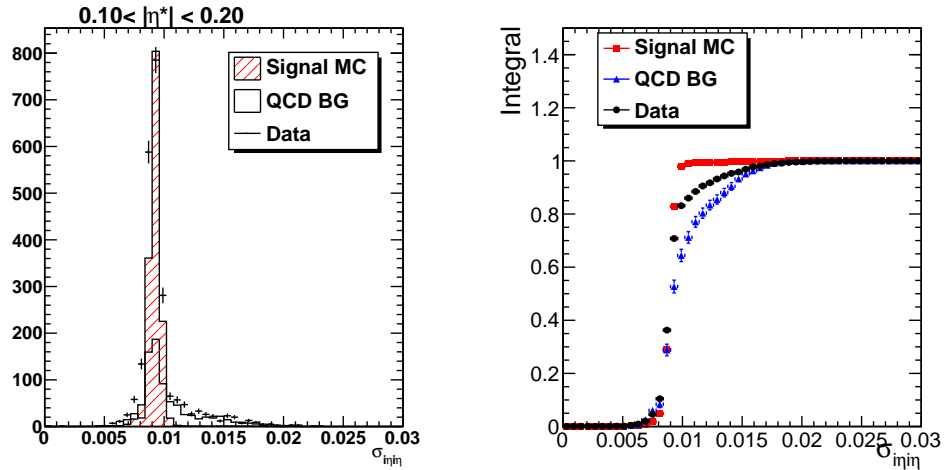 0.10< |η*| < 0.20
Signal MC
QCD BG
Data
800
700
600
500
400
300
200
100
0
0 0.005 0.01 0.015 0.02 0.025 0.03
σiηiη
Integral
Signal MC
QCD BG
Data
1.4
1.2
1
0.8
0.6
0.4
0.2
0
0 0.005 0.01 0.015 0.02 0.025 0.03
σiηiη